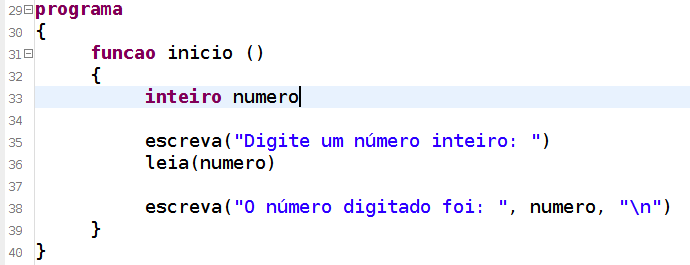 29 programa
30 {
31 funcao inicio ()
32 {
33 inteiro numero
34
35 escreva("Digite um número inteiro: ")
36 leia(numero)
37
38 escreva("O número digitado foi: ", numero, "\n")
39 }
40 }